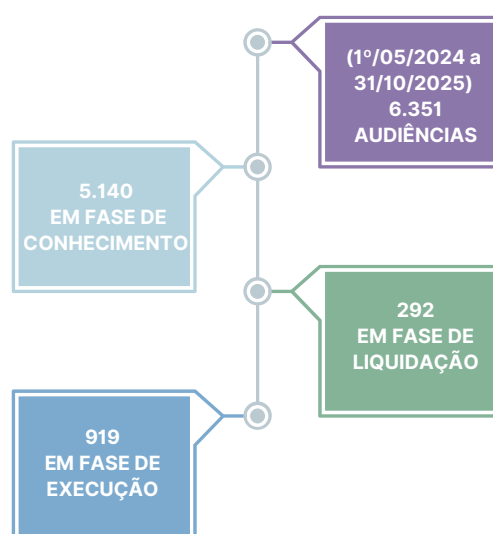 (1º/05/2024 a
31/10/2025)
6.351
AUDIÊNCIAS
5.140
EM FASE DE
CONHECIMENTO
292
EM FASE DE
LIQUIDAÇÃO
919
EM FASE DE
EXECUÇÃO